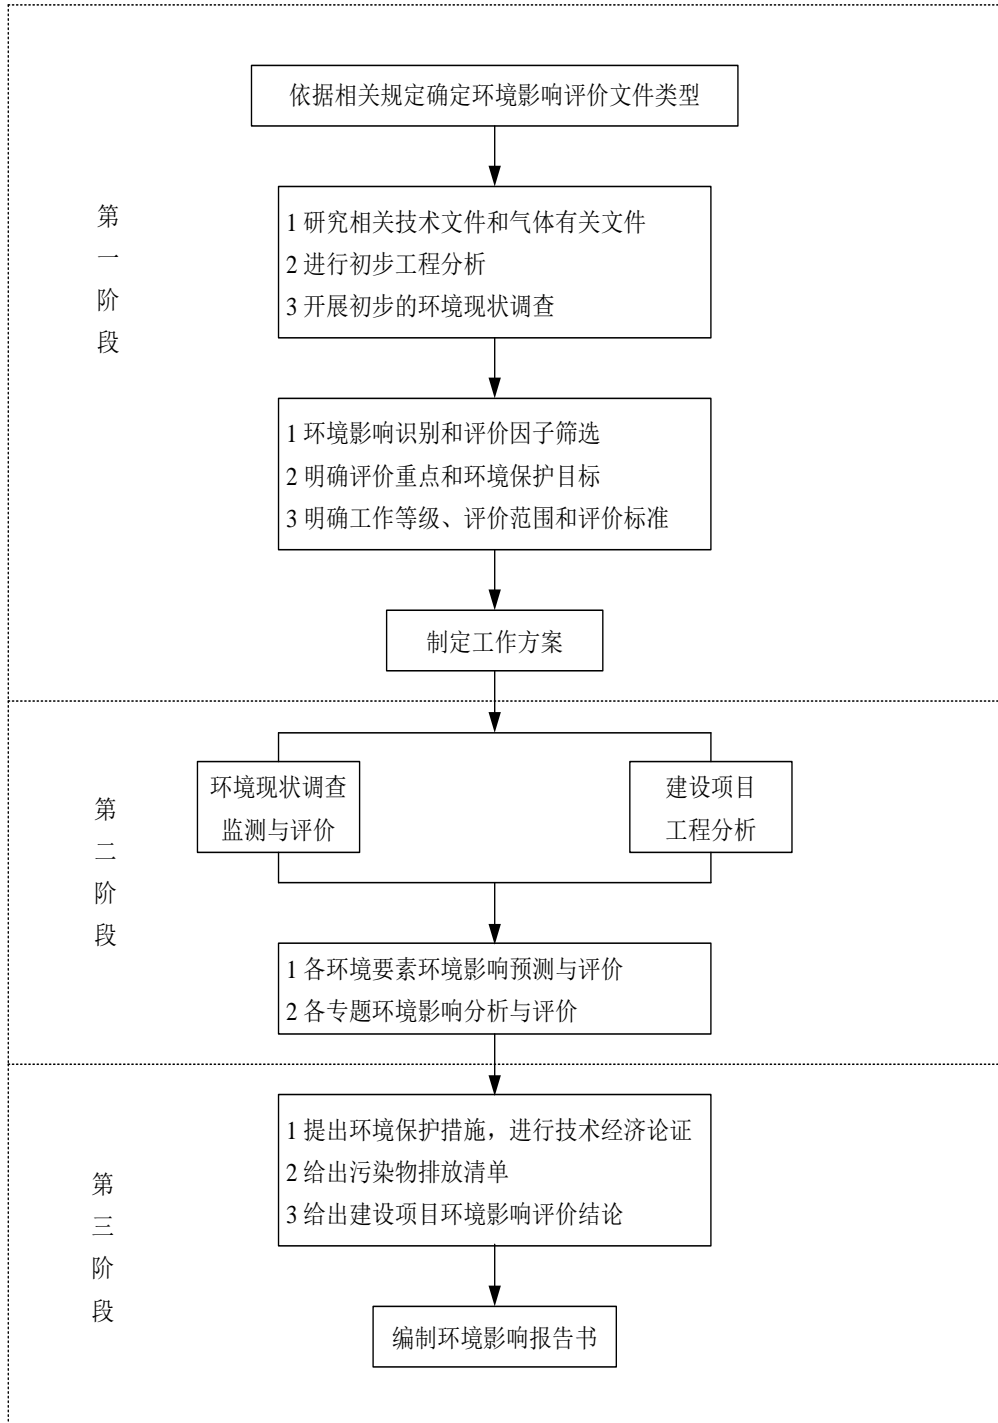 依据相关规定确定环境影响评价文件类型
第
一
阶
段
1 研究相关技术文件和气体有关文件
2 进行初步工程分析
3 开展初步的环境现状调查
1 环境影响识别和评价因子筛选
2 明确评价重点和环境保护目标
3 明确工作等级、评价范围和评价标准
制定工作方案
第
二
阶
段
环境现状调查
监测与评价
建设项目
工程分析
1 各环境要素环境影响预测与评价
2 各专题环境影响分析与评价
第
三
阶
段
1 提出环境保护措施，进行技术经济论证
2 给出污染物排放清单
3 给出建设项目环境影响评价结论
编制环境影响报告书